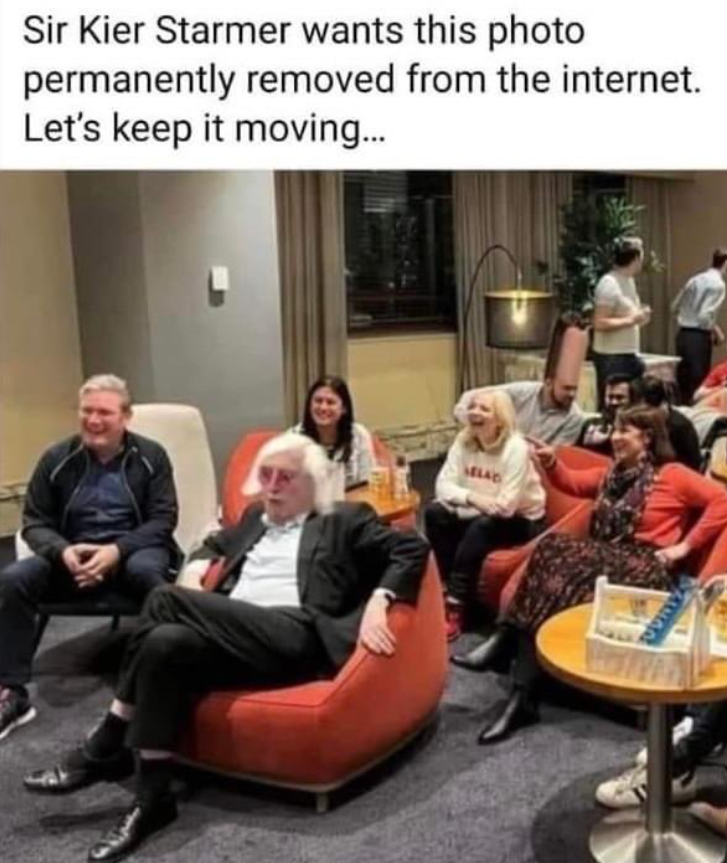 Sir Kier Starmer wants this photo
permanently removed from the internet.
Let's keep it moving...